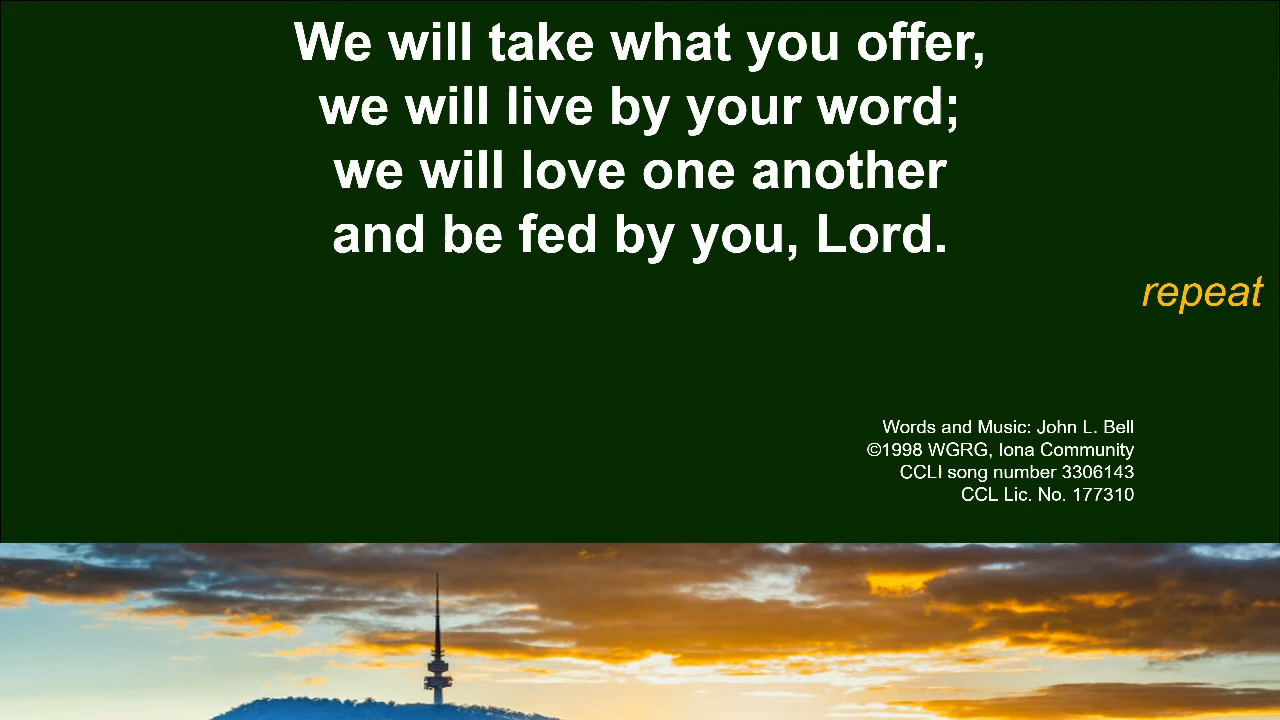 We will take what you offer,
we will live by your word;
we will love one another
and be fed by you, Lord.
repeat
Words and Music: John L. Bell
©1998 WGRG, Iona Community
CCLI song number 3306143
CCL Lic. No. 177310